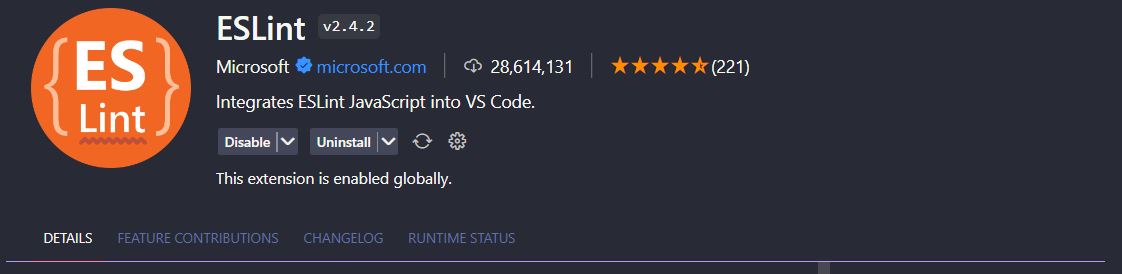 {ES
Lint}
ESLint v2.4.2
Microsoft microsoft.com 28,614,131 (221)
Integrates ESLint JavaScript into VS Code.
Disable Uninstall
This extension is enabled globally.
DETAILS FEATURE CONTRIBUTIONS CHANGELOG RUNTIME STATUS